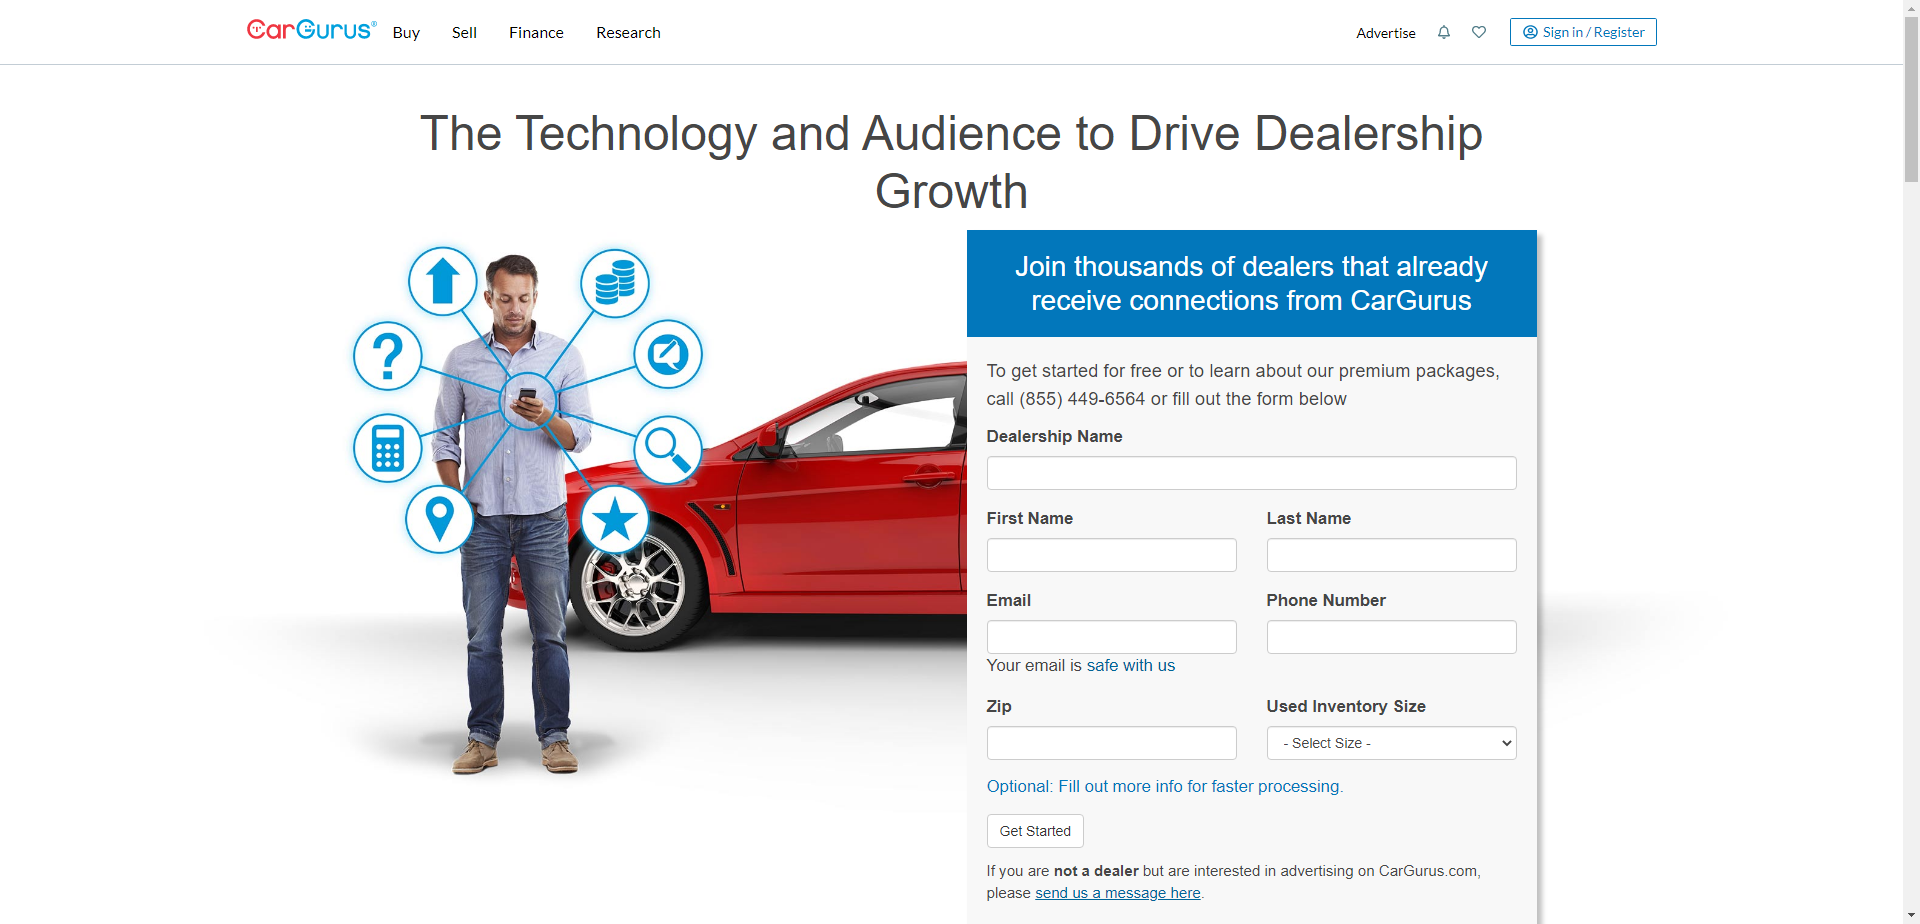 CarGurus®
Buy
Sell
Finance
Research
Advertise
Sign in / Register
The Technology and Audience to Drive Dealership
Growth
Join thousands of dealers that already
receive connections from CarGurus
To get started for free or to learn about our premium packages,
call (855) 449-6564 or fill out the form below
Dealership Name
First Name
Last Name
Email
Phone Number
Your email is safe with us
Zip
Used Inventory Size
- Select Size -
Optional: Fill out more info for faster processing.
Get Started
If you are not a dealer but are interested in advertising on CarGurus.com,
please send us a message here.